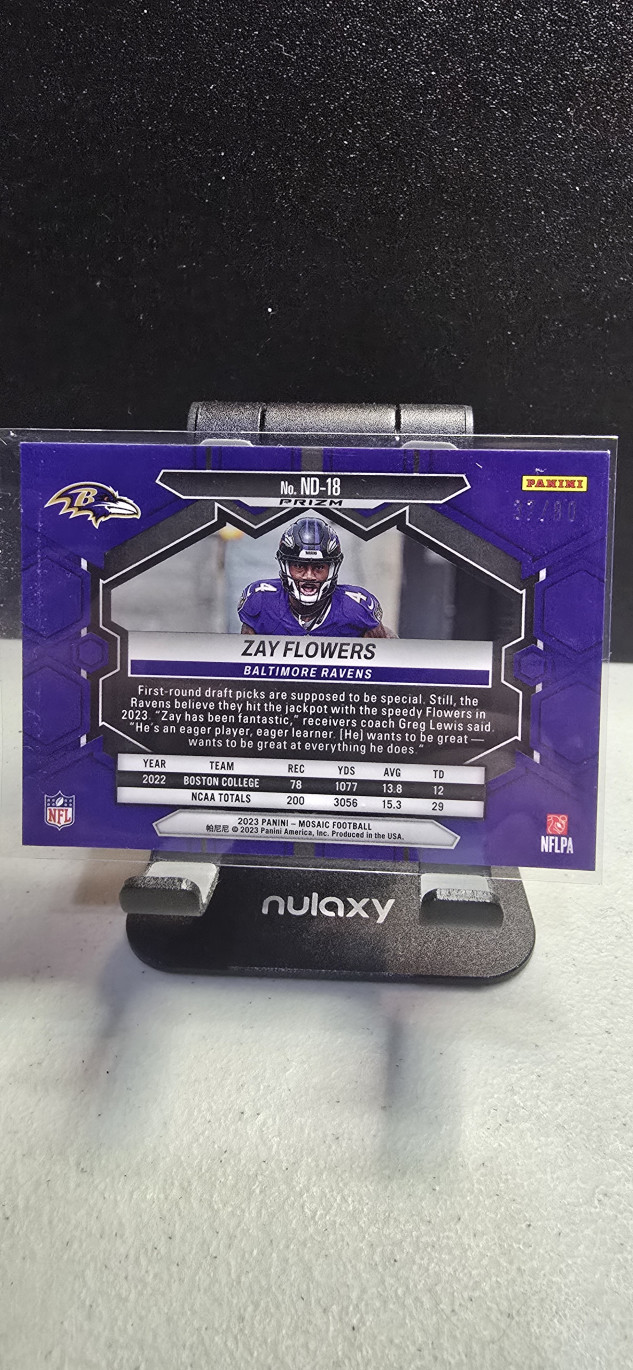 No. ND-18
PRIZM
PANINI
4 4
ZAY FLOWERS
BALTIMORE RAVENS
First-round draft picks are supposed to be special. Still, the
Ravens believe they hit the jackpot with the speedy Flowers in
2023. “Zay has been fantastic,” receivers coach Greg Lewis said.
“He’s an eager player, eager learner. [He] wants to be great —
wants to be great at everything he does.”
YEAR TEAM REC YDS AVG TD
2022 BOSTON COLLEGE 78 1077 13.8 12
NCAA TOTALS 200 3056 15.3 29
2023 PANINI – MOSAIC FOOTBALL
帕尼尼 © 2023 Panini America, Inc. Produced in the USA.
NFL
NFLPA
nulaxy